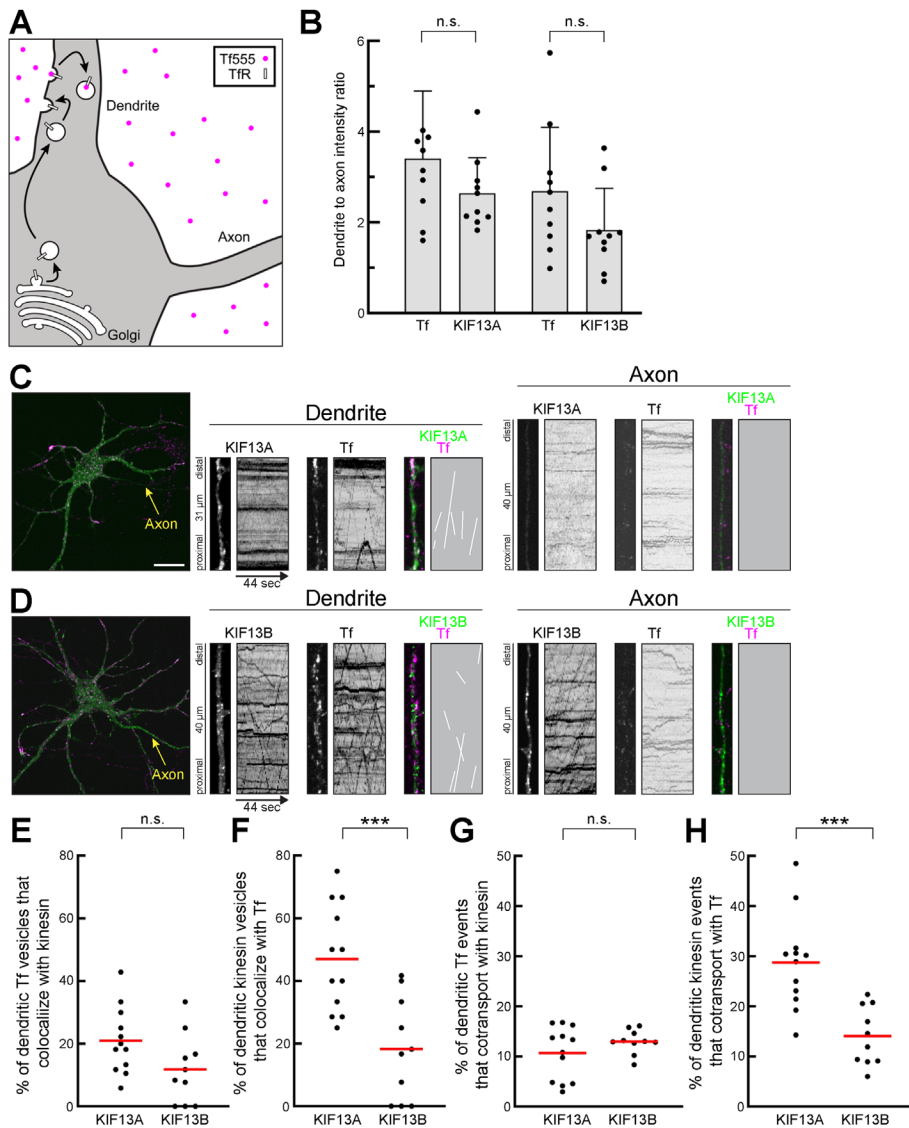 A
Tf555
TfR
Dendrite
Axon
Golgi
B
n.s.
n.s.
Dendrite to axon intensity ratio
6
4
2
0
Tf
KIF13A
Tf
KIF13B
C
Axon
Dendrite
KIF13A
Tf
KIF13A
Tf
distal
31 µm
proximal
44 sec
Axon
KIF13A
Tf
KIF13A
Tf
distal
40 µm
proximal
D
Axon
Dendrite
KIF13B
Tf
KIF13B
Tf
distal
40 µm
proximal
44 sec
Axon
KIF13B
Tf
KIF13B
Tf
distal
40 µm
proximal
E
n.s.
% of dendritic Tf vesicles that
colocaliize with kinesin
80
60
40
20
0
KIF13A
KIF13B
F
***
% of dendritic kinesin vesicles
that colocalize with Tf
80
60
40
20
0
KIF13A
KIF13B
G
n.s.
% of dendritic Tf events
that cotransport with kinesin
50
40
30
20
10
0
KIF13A
KIF13B
H
***
% of dendritic kinesin events
that cotransport with Tf
50
40
30
20
10
0
KIF13A
KIF13B